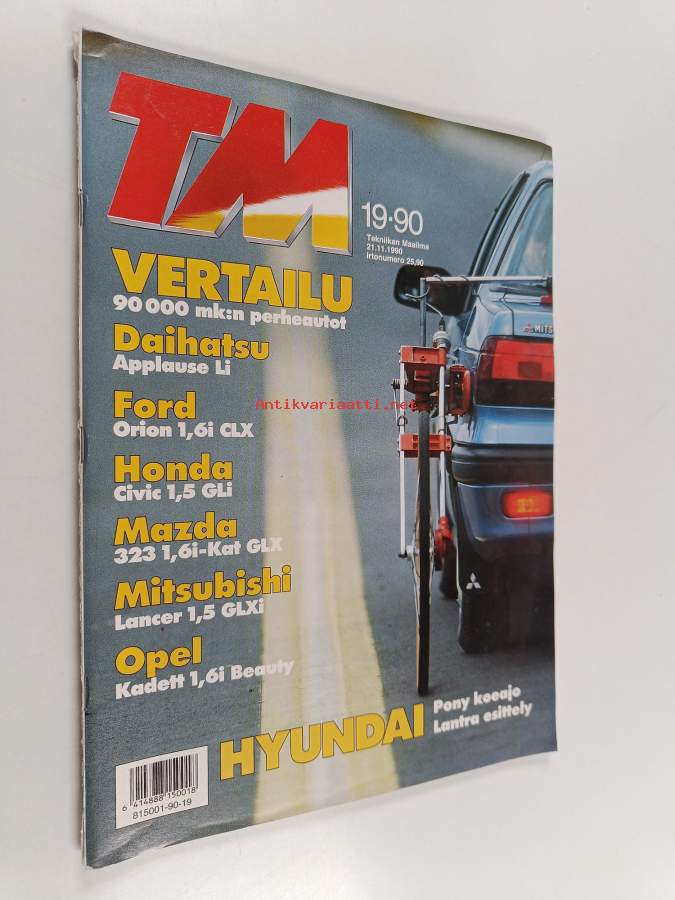 TM
19·90
Tekniikan Maailma
21.11.1990
Irtonumero 25,90
VERTAILU
90 000 mk:n perheautot
Daihatsu
Applause Li
Ford
Orion 1,6i CLX
Honda
Civic 1,5 GLi
Mazda
323 1,6i-Kat GLX
Mitsubishi
Lancer 1,5 GLXi
Opel
Kadett 1,6i Beauty
HYUNDAI
Pony koeajo
Lantra esittely
MITS
Antikvariaatti.net
6 414888 150018
815001-90-19